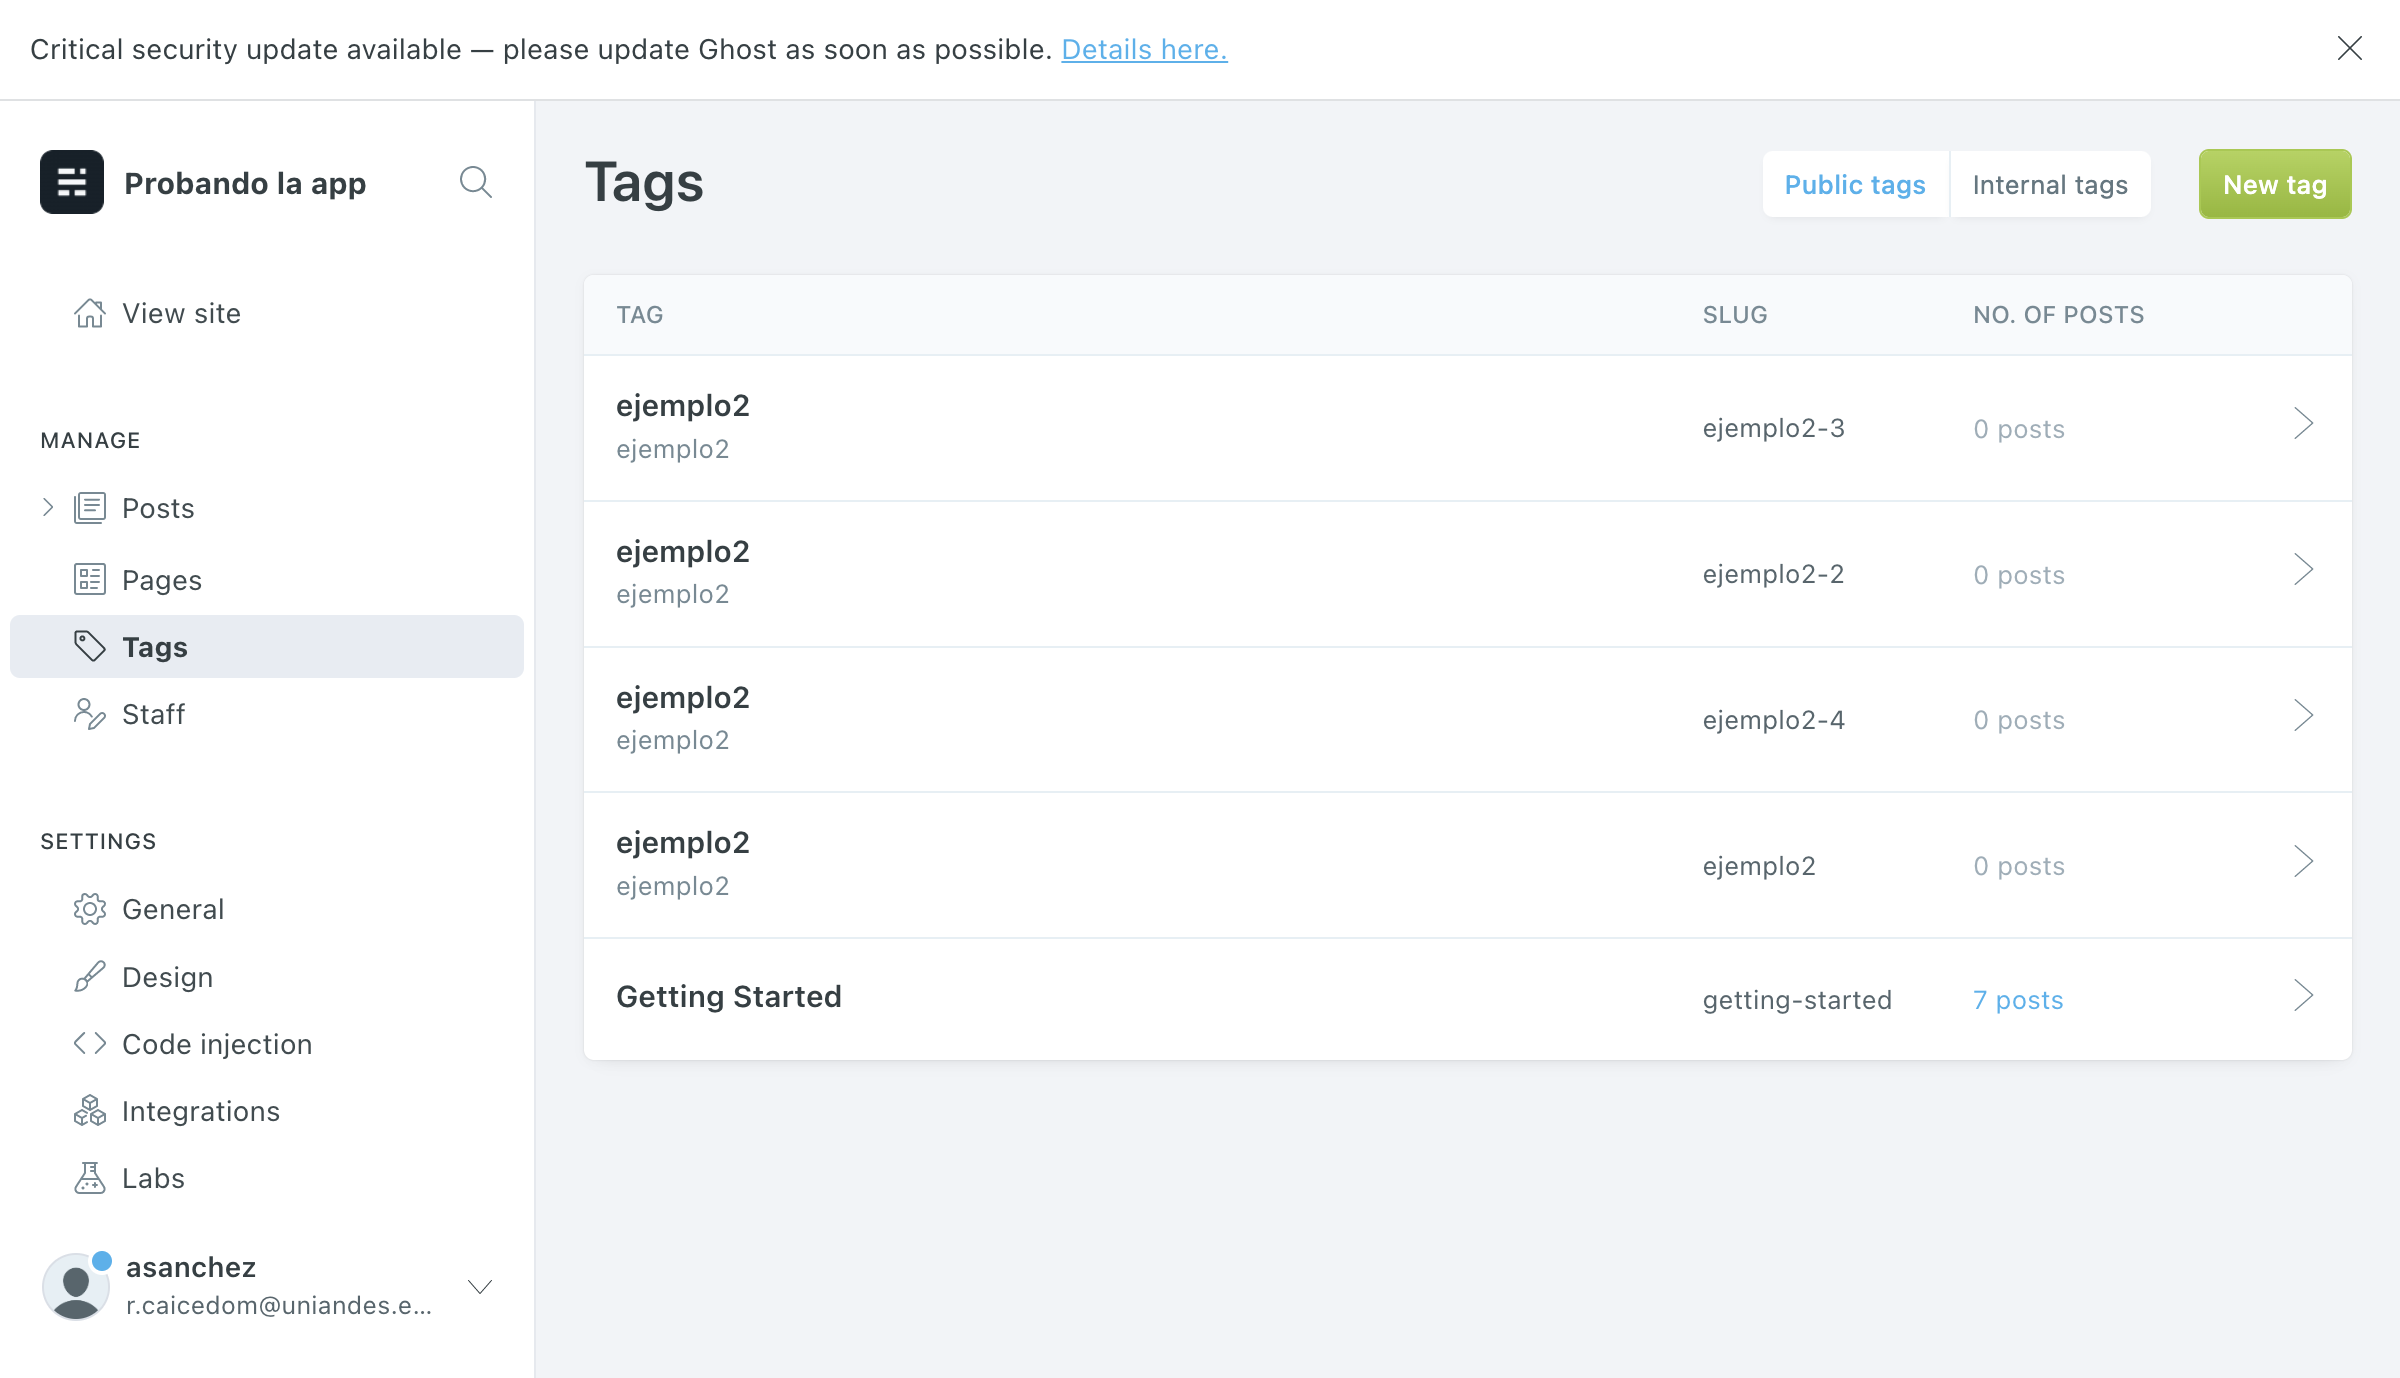 Critical security update available — please update Ghost as soon as possible. Details here.
Probando la app
View site
MANAGE
Posts
Pages
Tags
Staff
SETTINGS
General
Design
Code injection
Integrations
Labs
asanchez
r.caicedom@uniandes.e...
Tags
Public tags
Internal tags
New tag
TAG SLUG NO. OF POSTS
ejemplo2
ejemplo2
ejemplo2-3
0 posts
ejemplo2
ejemplo2
ejemplo2-2
0 posts
ejemplo2
ejemplo2
ejemplo2-4
0 posts
ejemplo2
ejemplo2
ejemplo2
0 posts
Getting Started
getting-started
7 posts